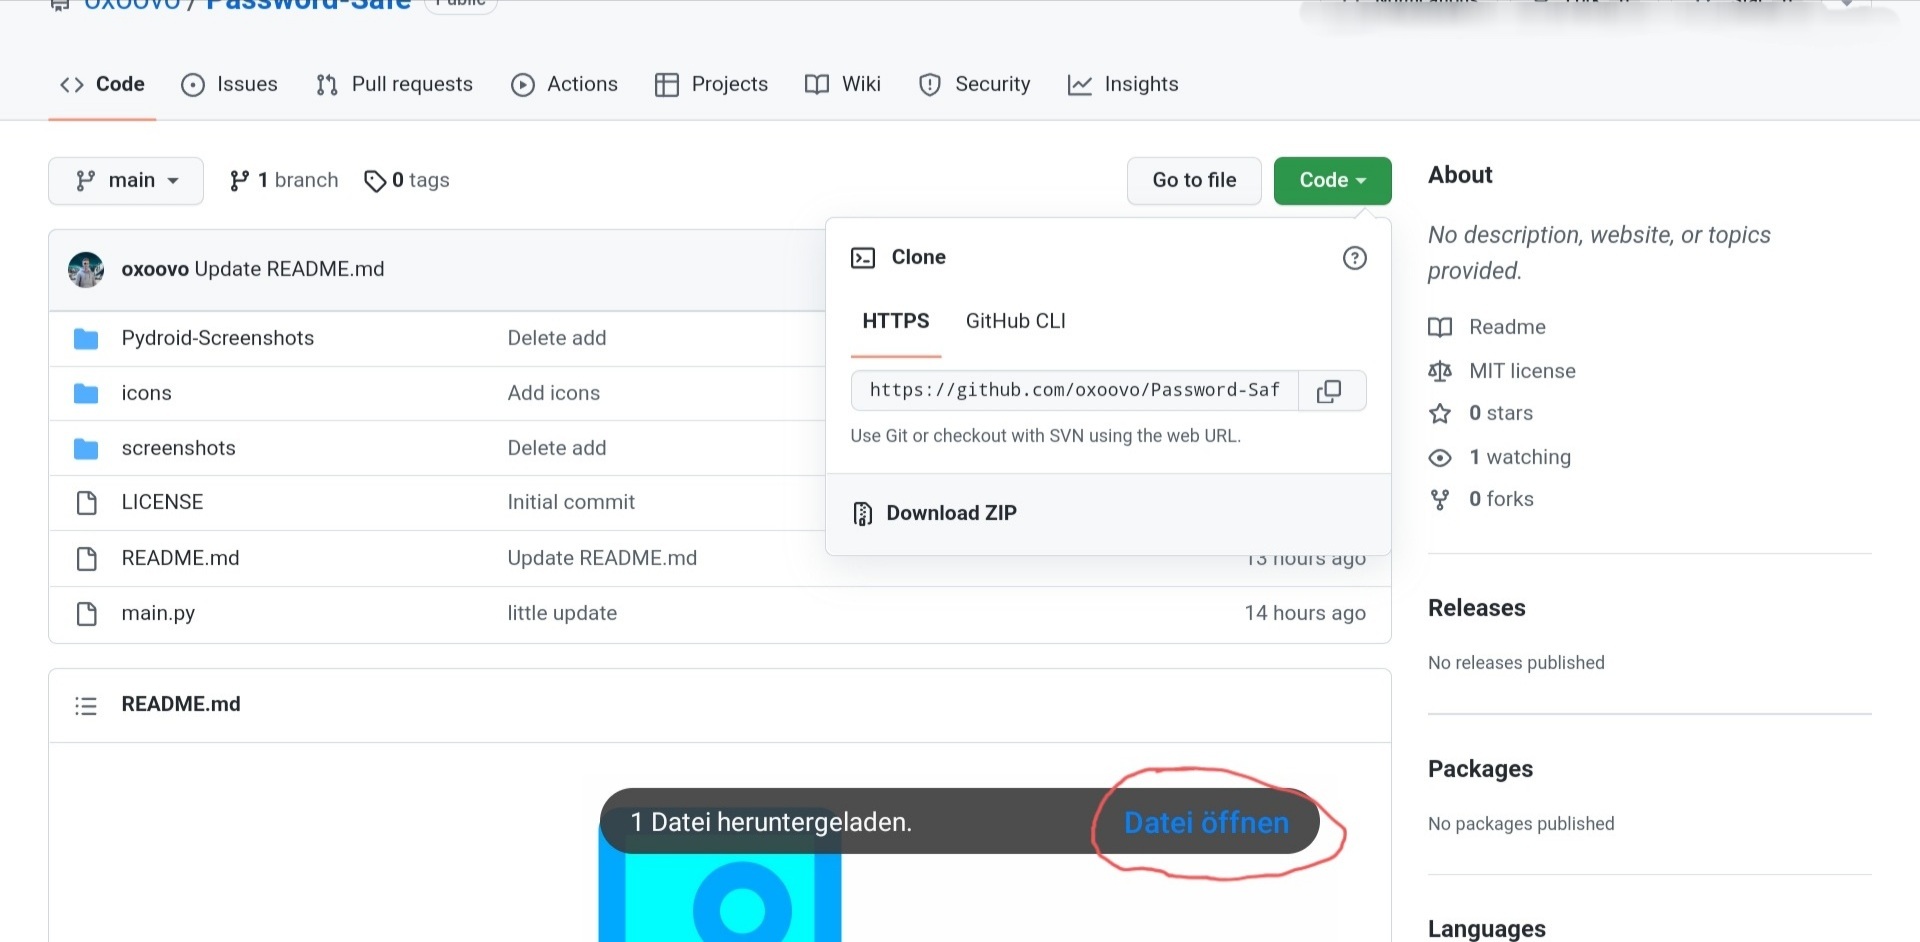 oxoovo / Password-Safe Public
Code Issues Pull requests Actions Projects Wiki Security Insights
main 1 branch 0 tags
Go to file Code
oxoovo Update README.md
Pydroid-Screenshots Delete add
icons Add icons
screenshots Delete add
LICENSE Initial commit
README.md Update README.md 13 hours ago
main.py little update 14 hours ago
Clone
HTTPS GitHub CLI
https://github.com/oxoovo/Password-Saf
Use Git or checkout with SVN using the web URL.
Download ZIP
README.md
1 Datei heruntergeladen. Datei öffnen
About
No description, website, or topics
provided.
Readme
MIT license
0 stars
1 watching
0 forks
Releases
No releases published
Packages
No packages published
Languages